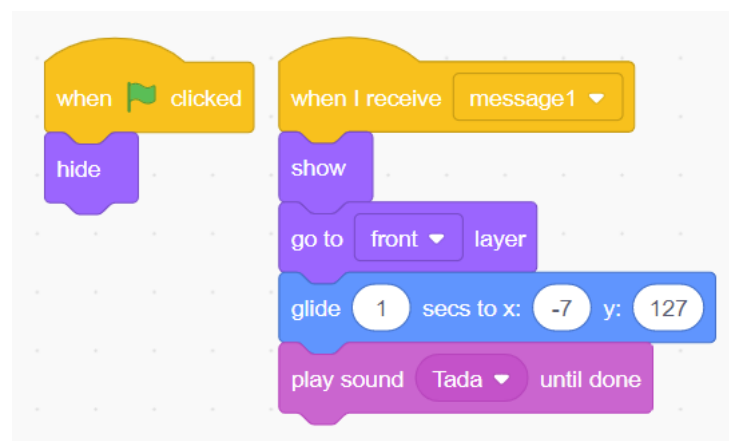 when clicked
hide
when I receive message1
show
go to front layer
glide 1 secs to x: -7 y: 127
play sound Tada until done